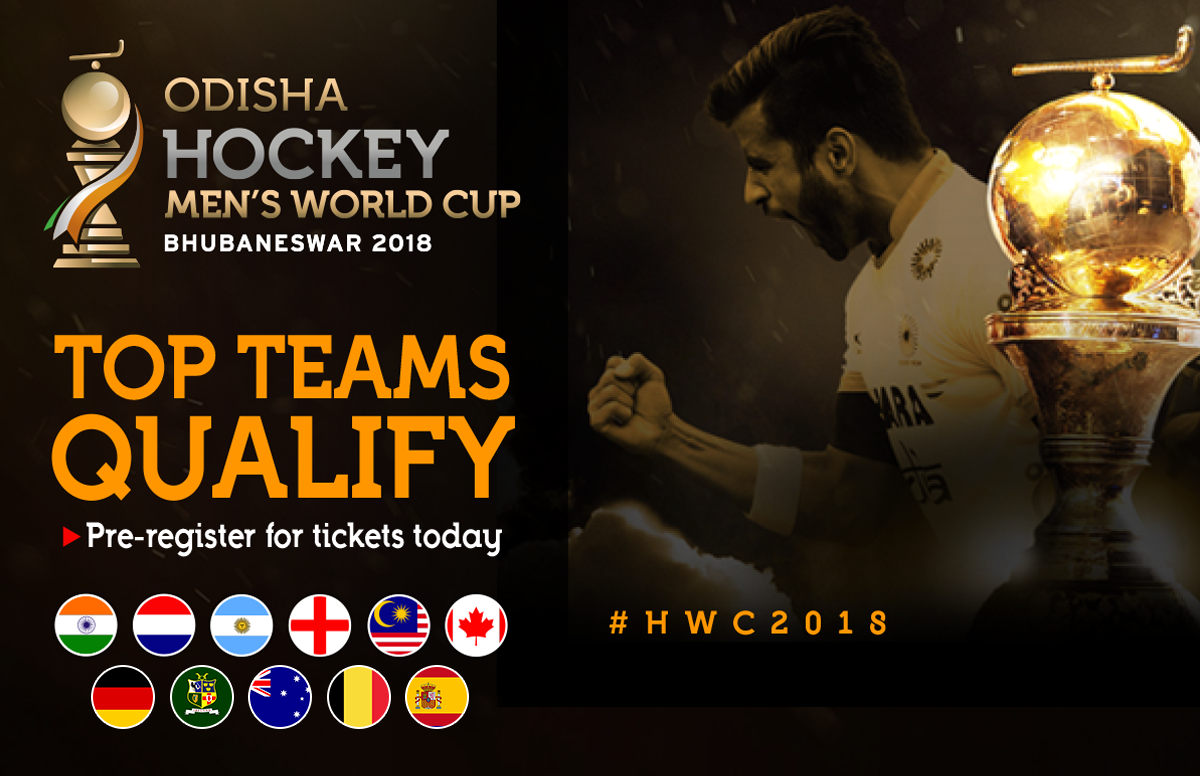 ODISHA
HOCKEY
MEN'S WORLD CUP
BHUBANESWAR 2018
TOP TEAMS
QUALIFY
Pre-register for tickets today
#HWC2018